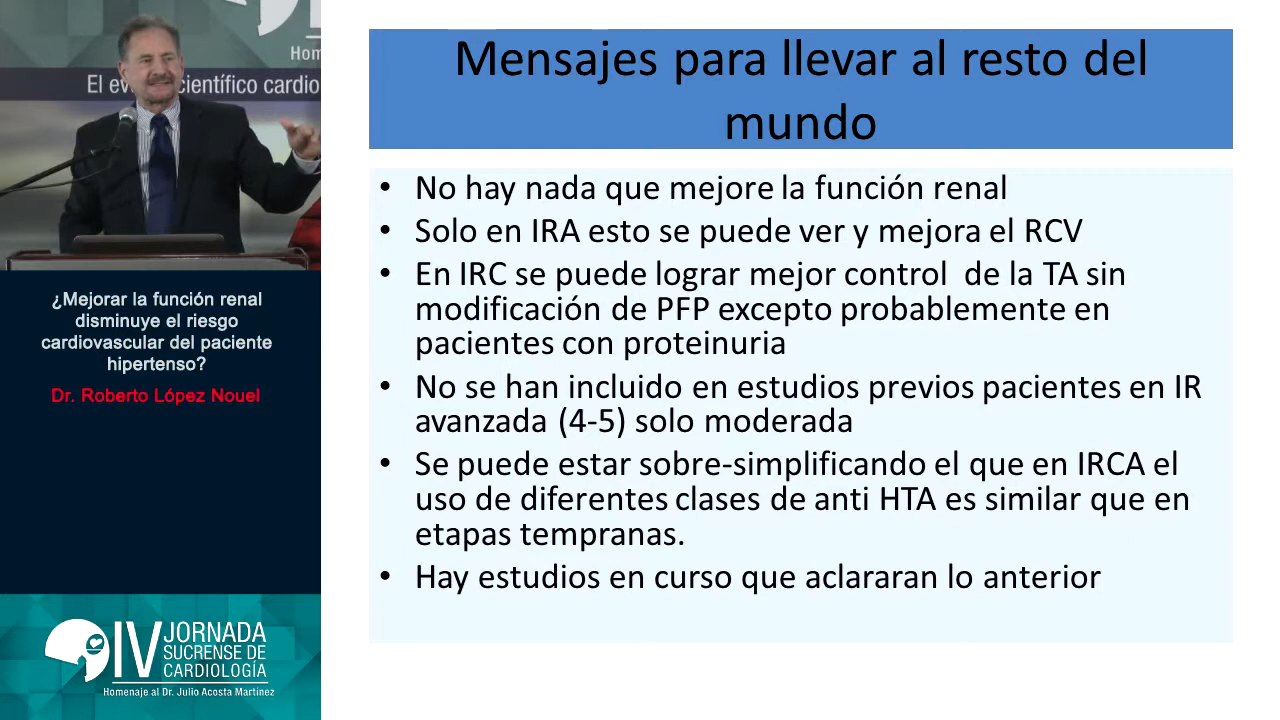 Hom
El ev
científico cardio
¿Mejorar la función renal
disminuye el riesgo
cardiovascular del paciente
hipertenso?
Dr. Roberto López Nouel
IV JORNADA
SUCRENSE DE
CARDIOLOGÍA
Homenaje al Dr. Julio Acosta Martínez
Mensajes para llevar al resto del
mundo
• No hay nada que mejore la función renal
• Solo en IRA esto se puede ver y mejora el RCV
• En IRC se puede lograr mejor control de la TA sin
modificación de PFP excepto probablemente en
pacientes con proteinuria
• No se han incluido en estudios previos pacientes en IR
avanzada (4-5) solo moderada
• Se puede estar sobre-simplificando el que en IRCA el
uso de diferentes clases de anti HTA es similar que en
etapas tempranas.
• Hay estudios en curso que aclararan lo anterior